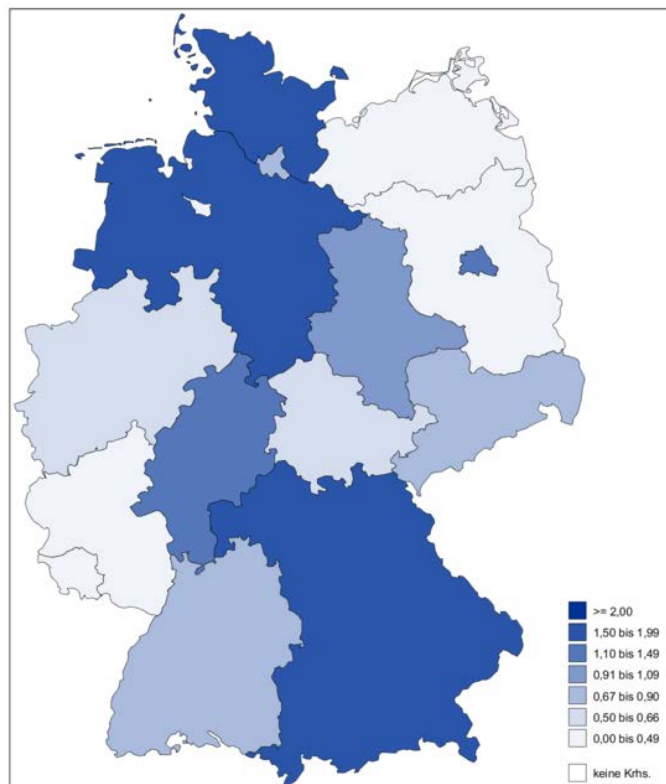 >= 2,00
1,50 bis 1,99
1,10 bis 1,49
0,91 bis 1,09
0,67 bis 0,90
0,50 bis 0,66
0,00 bis 0,49
keine Krhs.